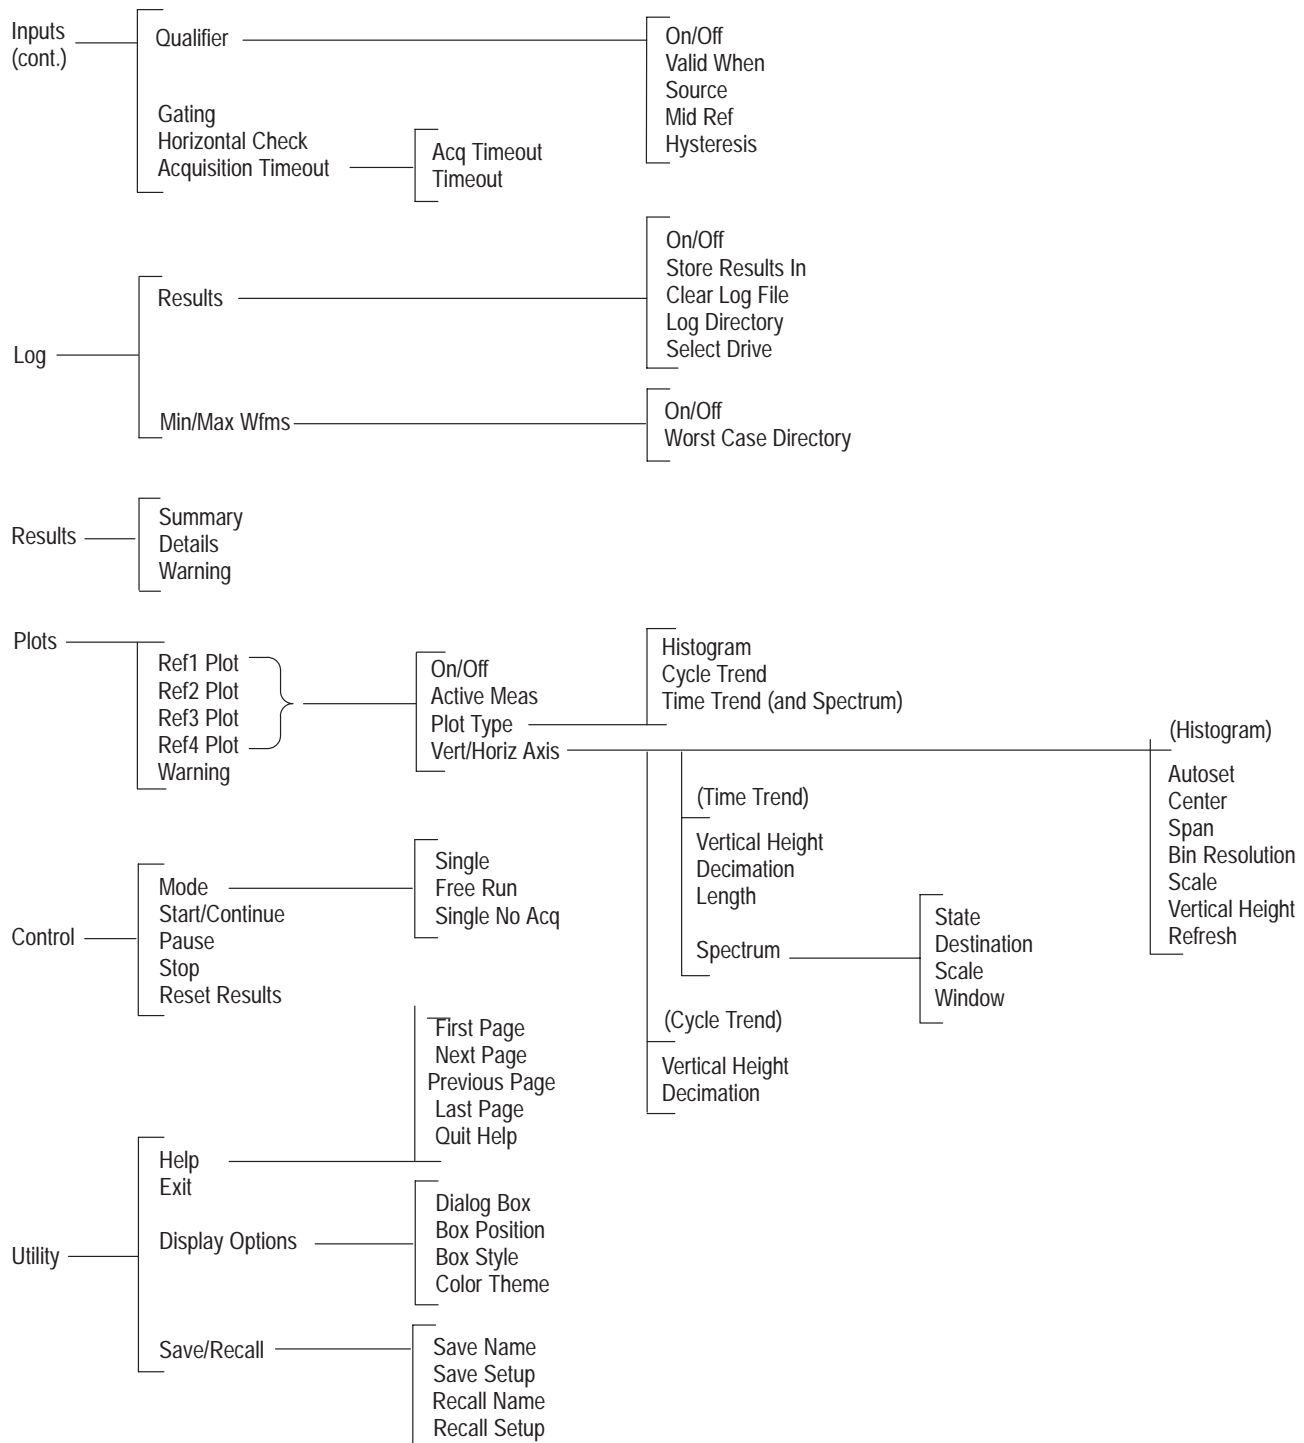 Inputs
(cont.)
Qualifier
Gating
Horizontal Check
Acquisition Timeout
Acq Timeout
Timeout
On/Off
Valid When
Source
Mid Ref
Hysteresis
Log
Results
On/Off
Store Results In
Clear Log File
Log Directory
Select Drive
Min/Max Wfms
On/Off
Worst Case Directory
Results
Summary
Details
Warning
Plots
Ref1 Plot
Ref2 Plot
Ref3 Plot
Ref4 Plot
Warning
On/Off
Active Meas
Plot Type
Vert/Horiz Axis
Histogram
Cycle Trend
Time Trend (and Spectrum)
(Histogram)
Autoset
Center
Span
Bin Resolution
Scale
Vertical Height
Refresh
(Time Trend)
Vertical Height
Decimation
Length
Spectrum
State
Destination
Scale
Window
(Cycle Trend)
Vertical Height
Decimation
Control
Mode
Start/Continue
Pause
Stop
Reset Results
Single
Free Run
Single No Acq
Utility
Help
Exit
First Page
Next Page
Previous Page
Last Page
Quit Help
Display Options
Dialog Box
Box Position
Box Style
Color Theme
Save/Recall
Save Name
Save Setup
Recall Name
Recall Setup